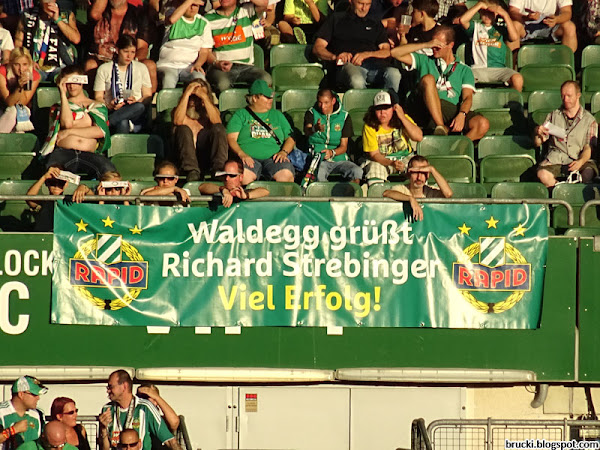 Waldegg grüßt
Richard Strebinger
Viel Erfolg!
RAPID
RAPID
LOCK
C
brucki.blogspot.com